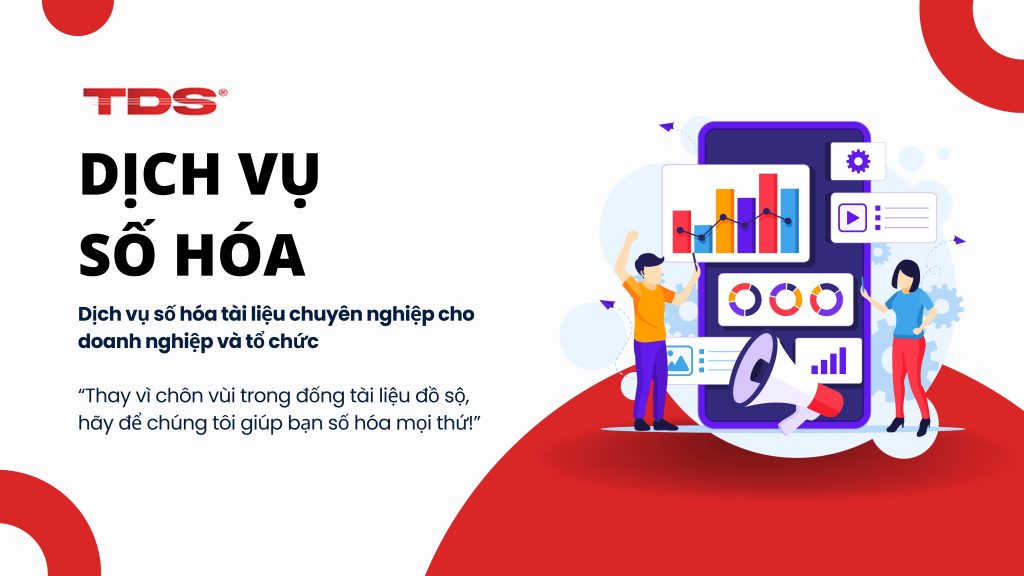 TDS®
DỊCH VỤ
SỐ HÓA
Dịch vụ số hóa tài liệu chuyên nghiệp cho
doanh nghiệp và tổ chức
“Thay vì chôn vùi trong đống tài liệu đồ sộ,
hãy để chúng tôi giúp bạn số hóa mọi thứ!”